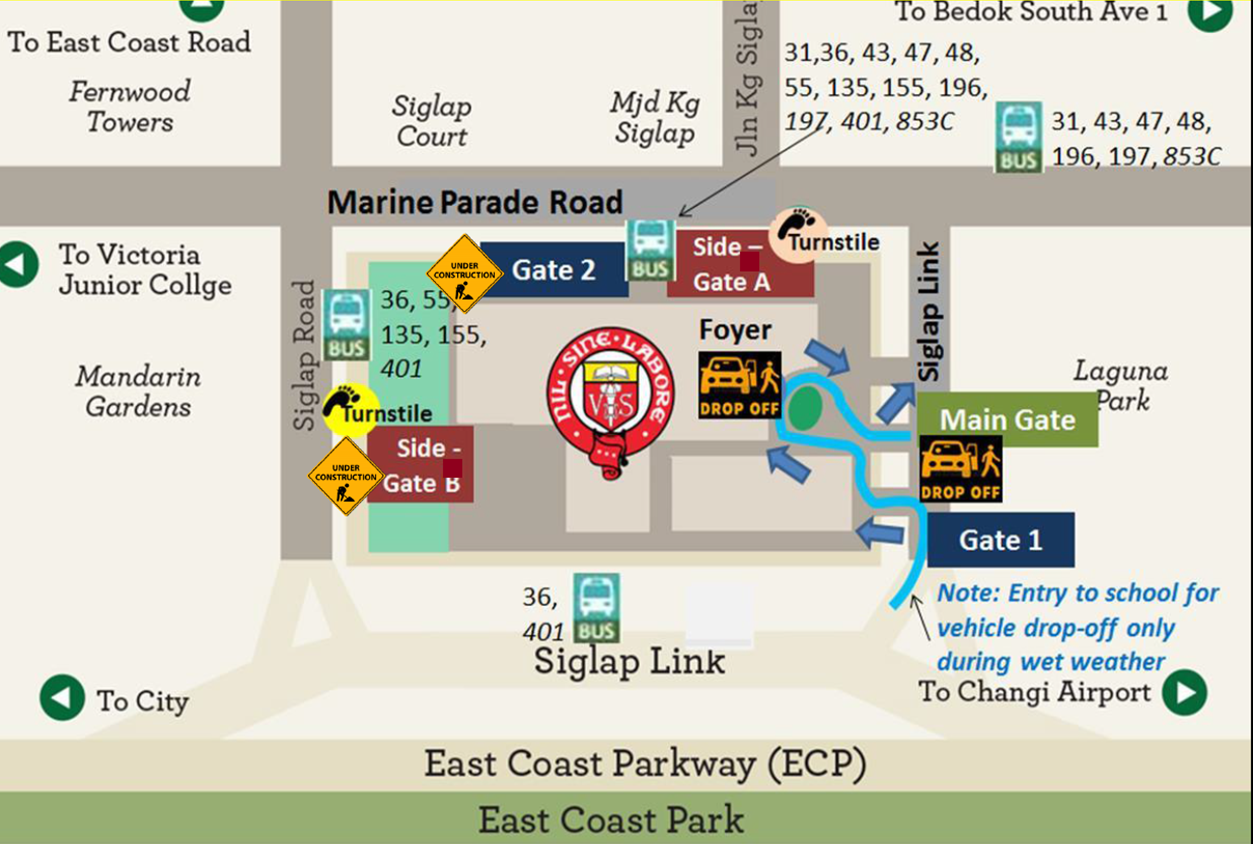 To East Coast Road
To Bedok South Ave 1
Fernwood
Towers
Siglap
Court
Mjd Kg
Siglap
Jln Kg Siglap
31,36, 43, 47, 48,
55, 135, 155, 196,
197, 401, 853C
BUS
31, 43, 47, 48,
196, 197, 853C
Marine Parade Road
To Victoria
Junior Collge
UNDER
CONSTRUCTION
Gate 2
BUS
Side –
Gate A
Turnstile
Siglap Road
BUS
36, 55,
135, 155,
401
Siglap Link
Mandarin
Gardens
Foyer
DROP OFF
NIL·SINE·LABORE
VIS
Laguna
Park
Turnstile
Main Gate
Side -
Gate B
UNDER
CONSTRUCTION
DROP OFF
Gate 1
36,
401
BUS
Siglap Link
Note: Entry to school for
vehicle drop-off only
during wet weather
To City
To Changi Airport
East Coast Parkway (ECP)
East Coast Park